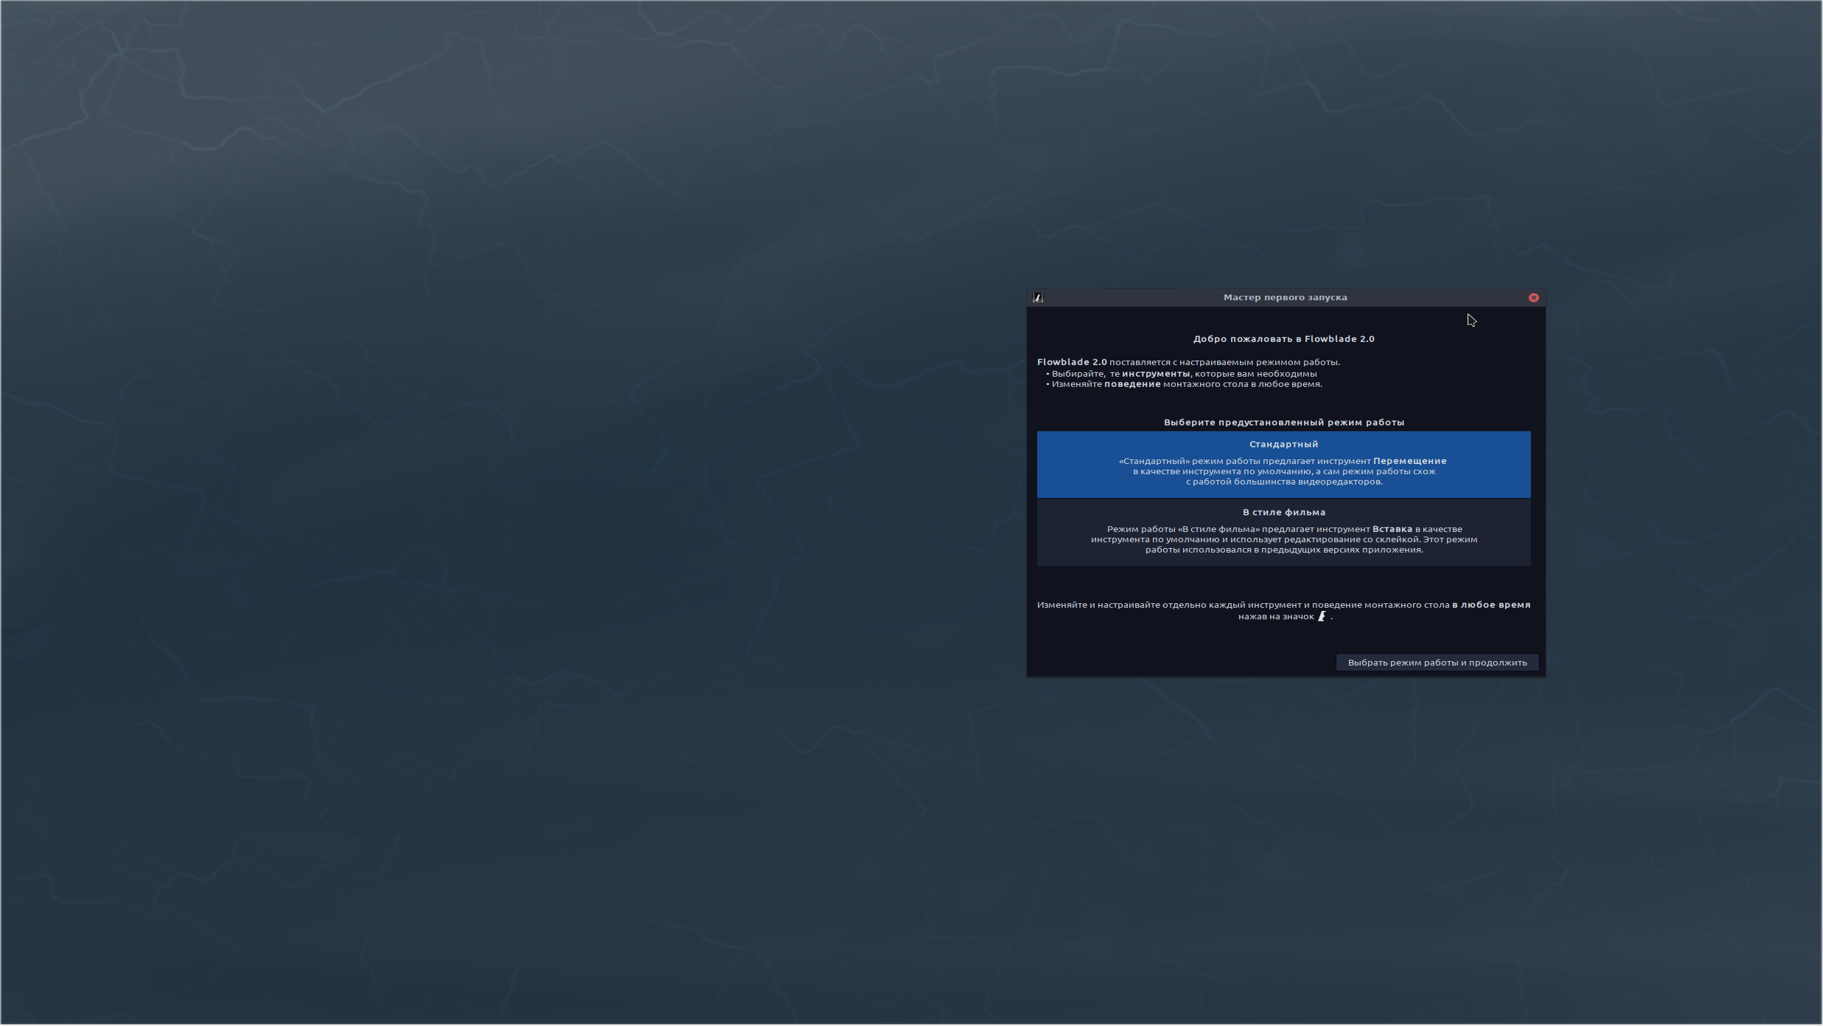 Мастер первого запуска
Добро пожаловать в Flowblade 2.0
Flowblade 2.0 поставляется с настраиваемым режимом работы.
• Выбирайте, те инструменты, которые вам необходимы
• Изменяйте поведение монтажного стола в любое время.
Выберите предустановленный режим работы
Стандартный
«Стандартный» режим работы предлагает инструмент Перемещение
в качестве инструмента по умолчанию, а сам режим работы схож
с работой большинства видеоредакторов.
В стиле фильма
Режим работы «В стиле фильма» предлагает инструмент Вставка в качестве
инструмента по умолчанию и использует редактирование со склейкой. Этот режим
работы использовался в предыдущих версиях приложения.
Изменяйте и настраивайте отдельно каждый инструмент и поведение монтажного стола в любое время
нажав на значок .
Выбрать режим работы и продолжить